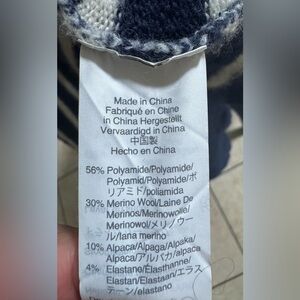 Made in China
Fabriqué en Chine
in China Hergestellt
Vervaardigd in China
中国製
Hecho en China
56% Polyamide/Polyamide/
Polyamid/Polyamide/ポ
リアミド/poliamida
30% Merino Wool/Laine De
Merinos/Merinowolle/
Merinowol/メリノウー
ル/lana merino
10% Alpaca/Alpaga/Alpaka/
Alpaca/アルパカ/alpaca
4% Elastane/Élasthanne/
Elastan/Elastaan/エラス
テーン/elastano